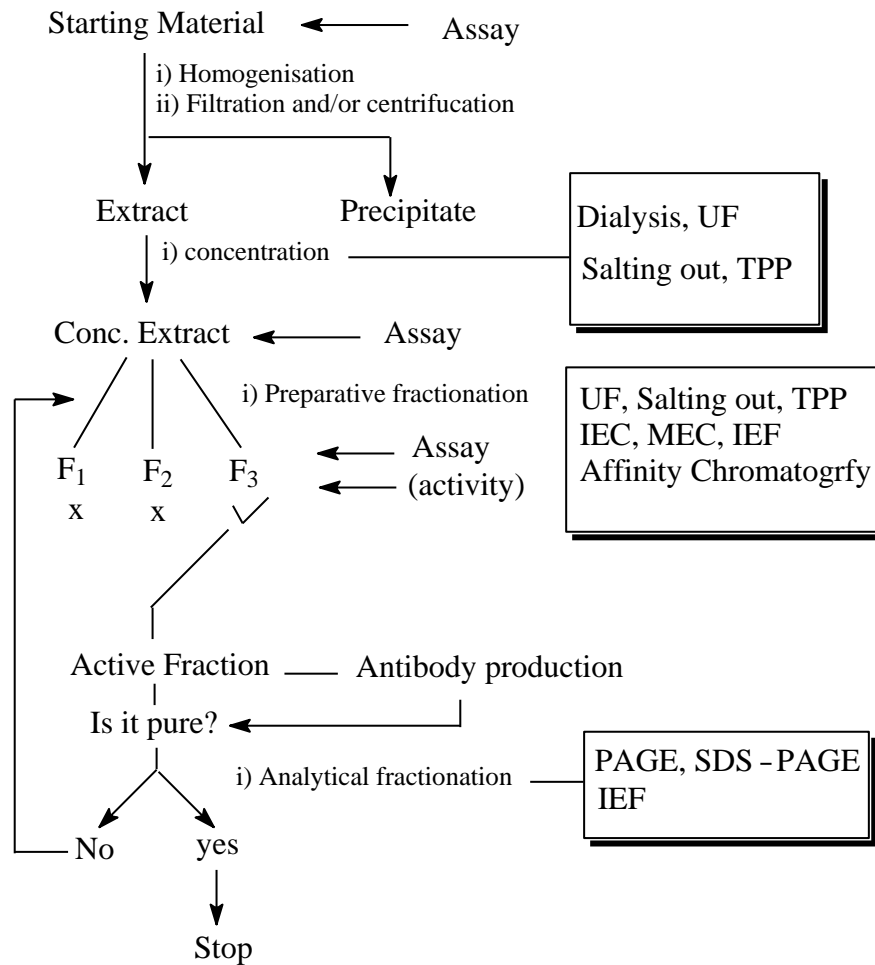 Starting Material
Assay
i) Homogenisation
ii) Filtration and/or centrifucation
Extract
Precipitate
Dialysis, UF
i) concentration
Salting out, TPP
Conc. Extract
Assay
i) Preparative fractionation
UF, Salting out, TPP
IEC, MEC, IEF
Affinity Chromatogrfy
F1
F2
F3
Assay
(activity)
x
x
Active Fraction
Antibody production
Is it pure?
i) Analytical fractionation
PAGE, SDS-PAGE
IEF
No
yes
Stop